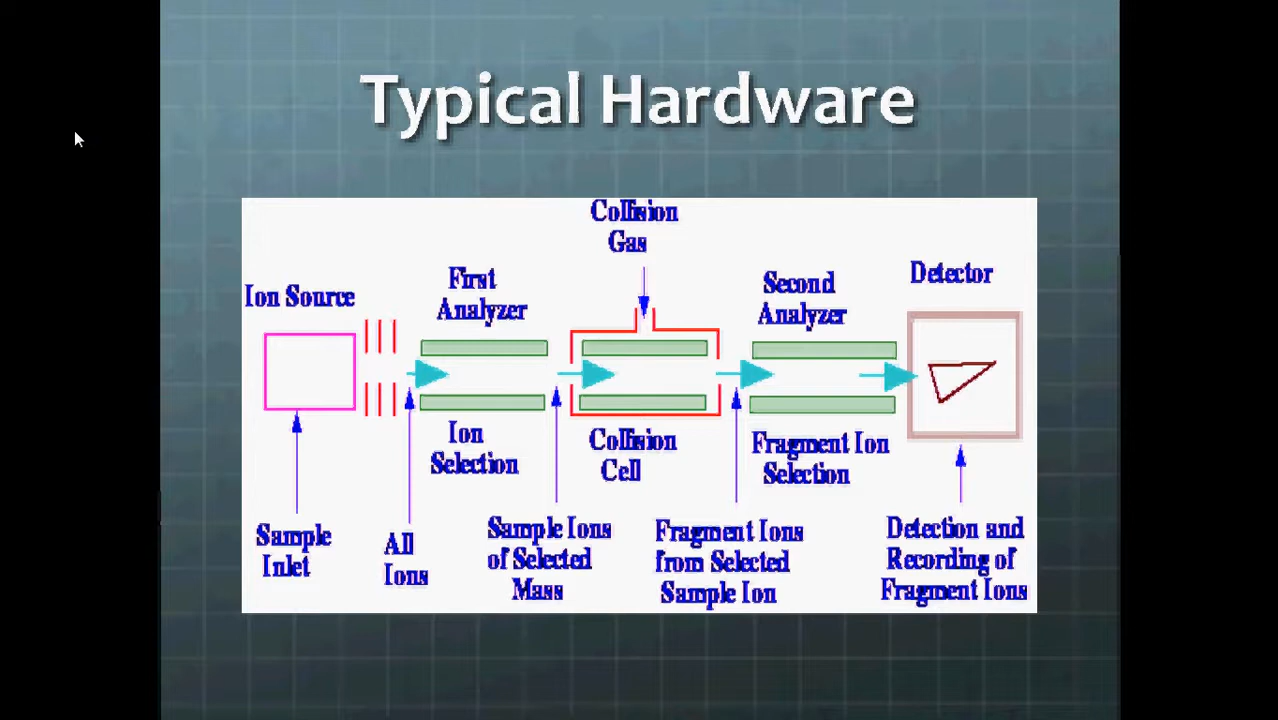 Typical Hardware
Collision
Gas
Ion Source
First
Analyzer
Second
Analyzer
Detector
Ion
Selection
Collision
Cell
Fragment Ion
Selection
Sample
Inlet
All
Ions
Sample Ions
of Selected
Mass
Fragment Ions
from Selected
Sample Ion
Detection and
Recording of
Fragment Ions